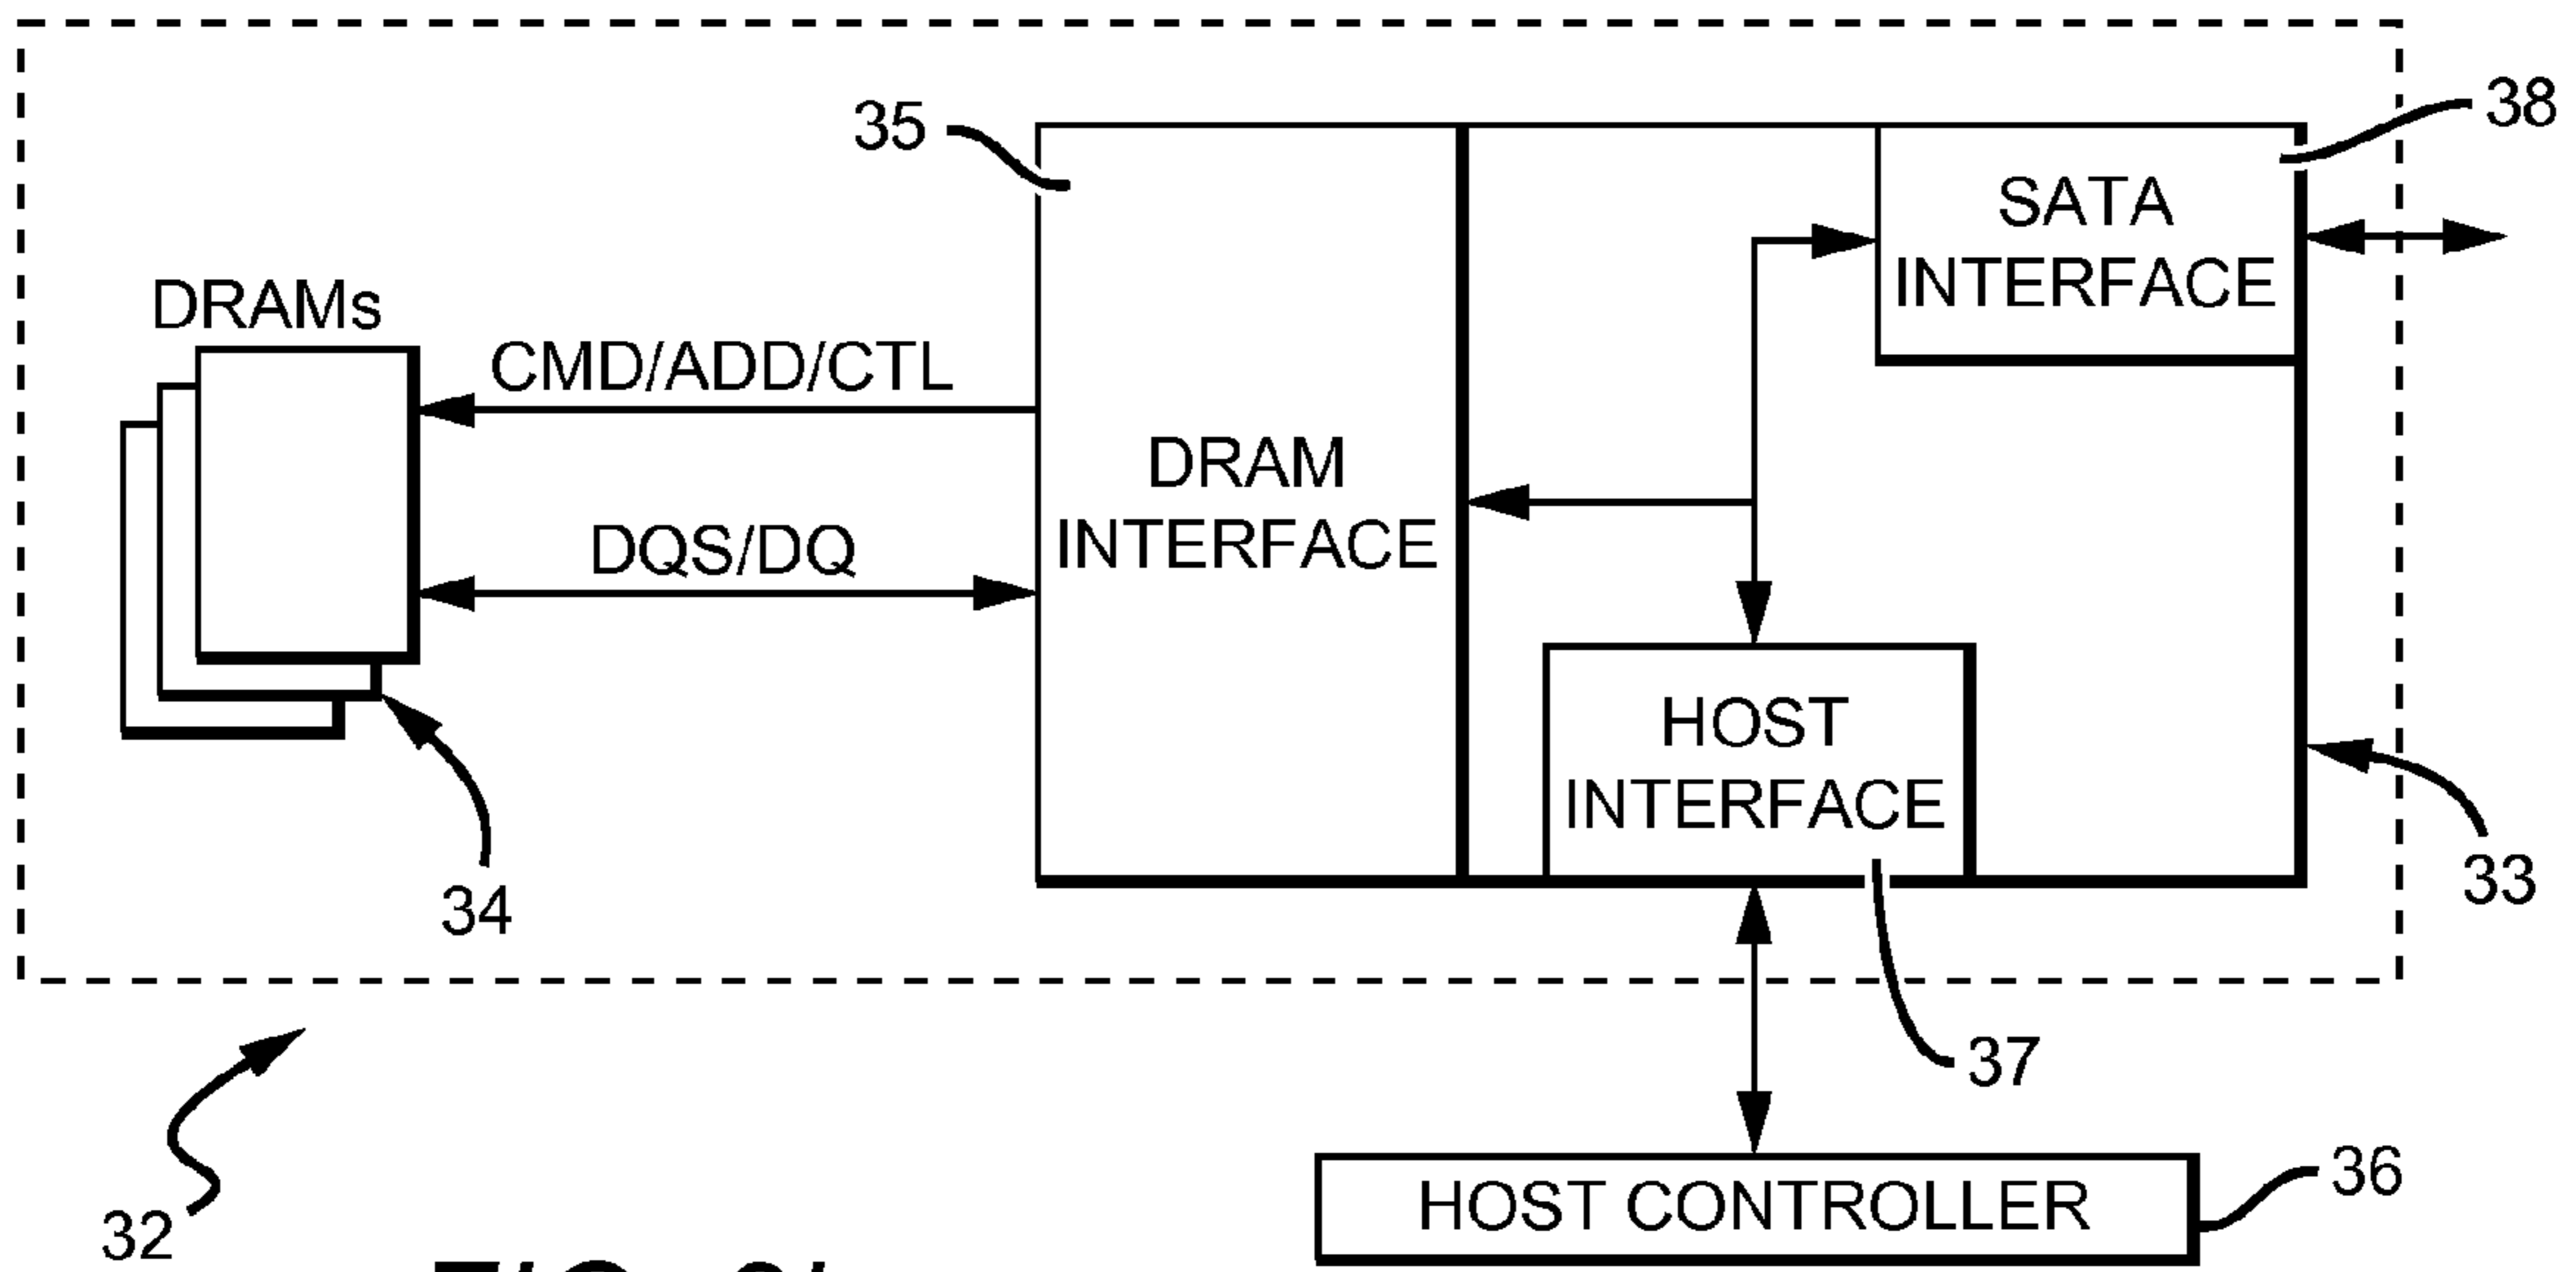 38
35
SATA
INTERFACE
DRAMs
CMD/ADD/CTL
DRAM
INTERFACE
DQS/DQ
HOST
INTERFACE
33
34
37
36
HOST CONTROLLER
32